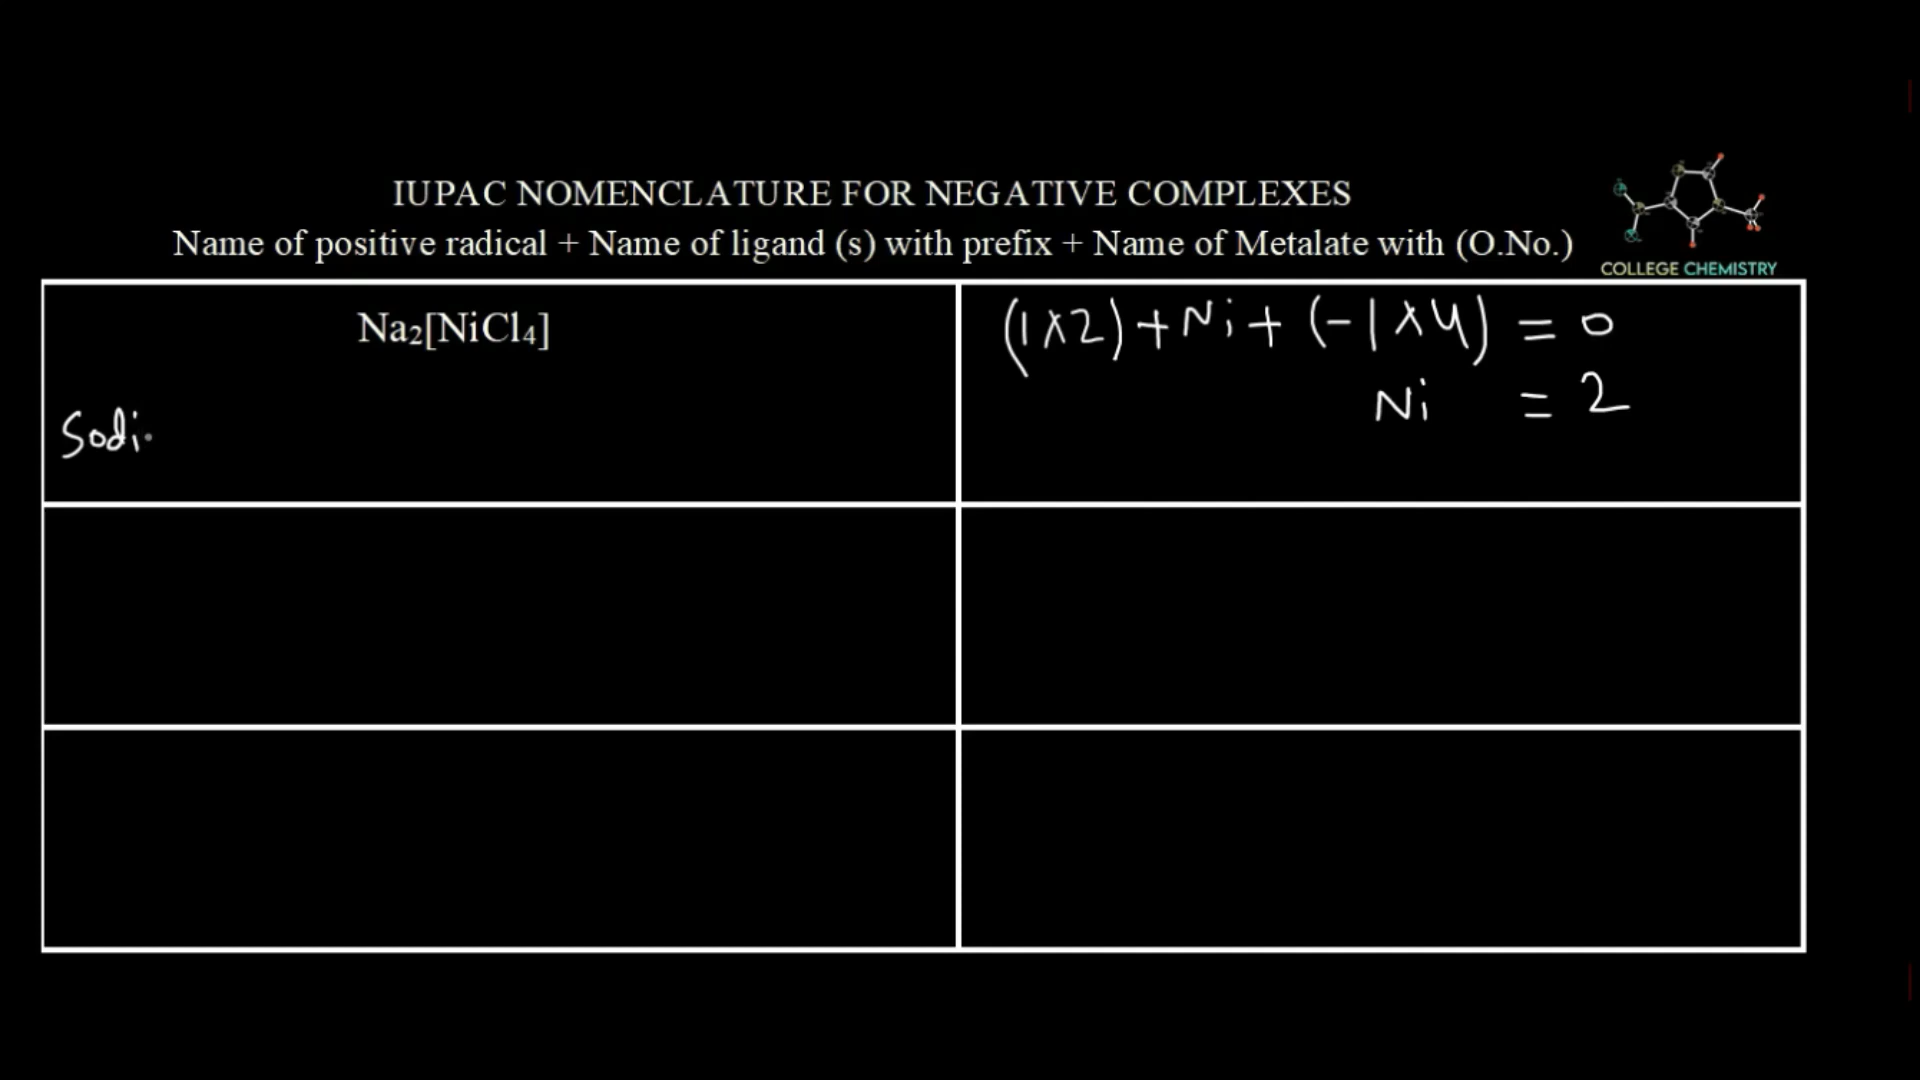 IUPAC NOMENCLATURE FOR NEGATIVE COMPLEXES
Name of positive radical + Name of ligand (s) with prefix + Name of Metalate with (O.No.)
COLLEGE CHEMISTRY
Na₂[NiCl₄]
(1×2)+Ni+(-1×4) = 0
Ni = 2
Sodi